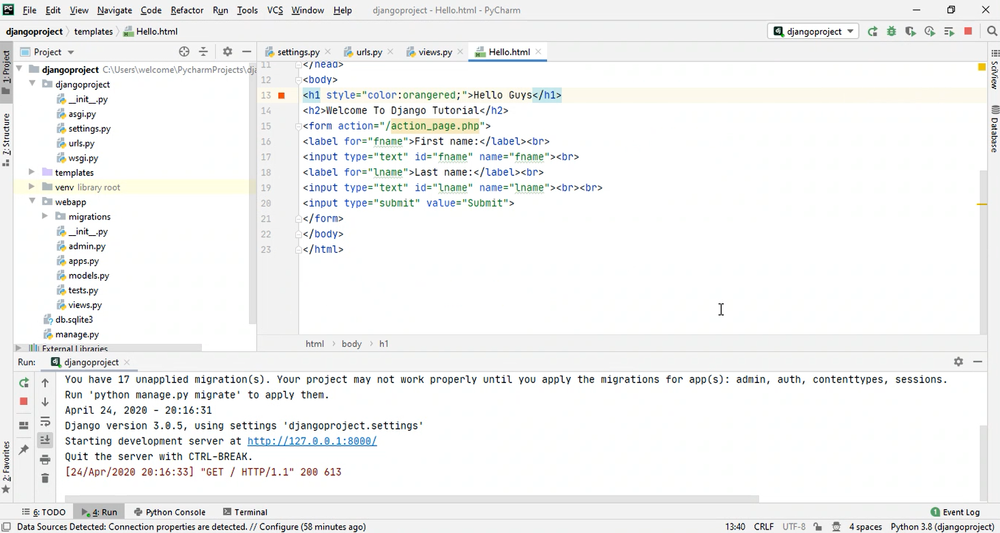 PC File Edit View Navigate Code Refactor Run Tools VCS Window Help djangoproject - Hello.html - PyCharm
djangoproject templates Hello.html dj djangoproject
1: Project
7: Structure
2: Favorites
Project
djangoproject C:\Users\welcome\PycharmProjects\dja
djangoproject
__init__.py
asgi.py
settings.py
urls.py
wsgi.py
templates
venv library root
webapp
migrations
__init__.py
admin.py
apps.py
models.py
tests.py
views.py
db.sqlite3
manage.py
External Libraries
settings.py urls.py views.py Hello.html
11 </head>
12 <body>
13 <h1 style="color:orangered;">Hello Guys</h1>
14 <h2>Welcome To Django Tutorial</h2>
15 <form action="/action_page.php">
16 <label for="fname">First name:</label><br>
17 <input type="text" id="fname" name="fname"><br>
18 <label for="lname">Last name:</label><br>
19 <input type="text" id="lname" name="lname"><br><br>
20 <input type="submit" value="Submit">
21 </form>
22 </body>
23 </html>
html body h1
SciView
Database
Run: dj djangoproject
You have 17 unapplied migration(s). Your project may not work properly until you apply the migrations for app(s): admin, auth, contenttypes, sessions.
Run 'python manage.py migrate' to apply them.
April 24, 2020 - 20:16:31
Django version 3.0.5, using settings 'djangoproject.settings'
Starting development server at http://127.0.0.1:8000/
Quit the server with CTRL-BREAK.
[24/Apr/2020 20:16:33] "GET / HTTP/1.1" 200 613
6: TODO 4: Run Python Console Terminal 1 Event Log
Data Sources Detected: Connection properties are detected. // Configure (58 minutes ago) 13:40 CRLF UTF-8 4 spaces Python 3.8 (djangoproject)